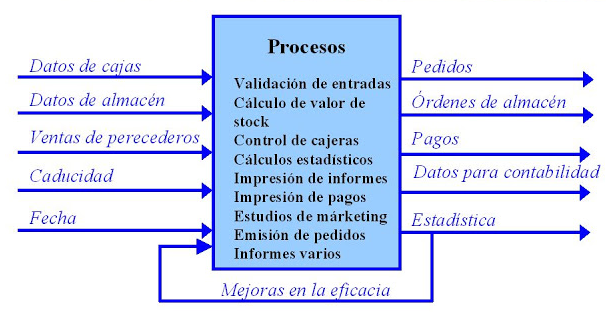 Procesos
Datos de cajas
Datos de almacén
Ventas de perecederos
Caducidad
Fecha
Validación de entradas
Cálculo de valor de
stock
Control de cajeras
Cálculos estadísticos
Impresión de informes
Impresión de pagos
Estudios de márketing
Emisión de pedidos
Informes varios
Pedidos
Órdenes de almacén
Pagos
Datos para contabilidad
Estadística
Mejoras en la eficacia